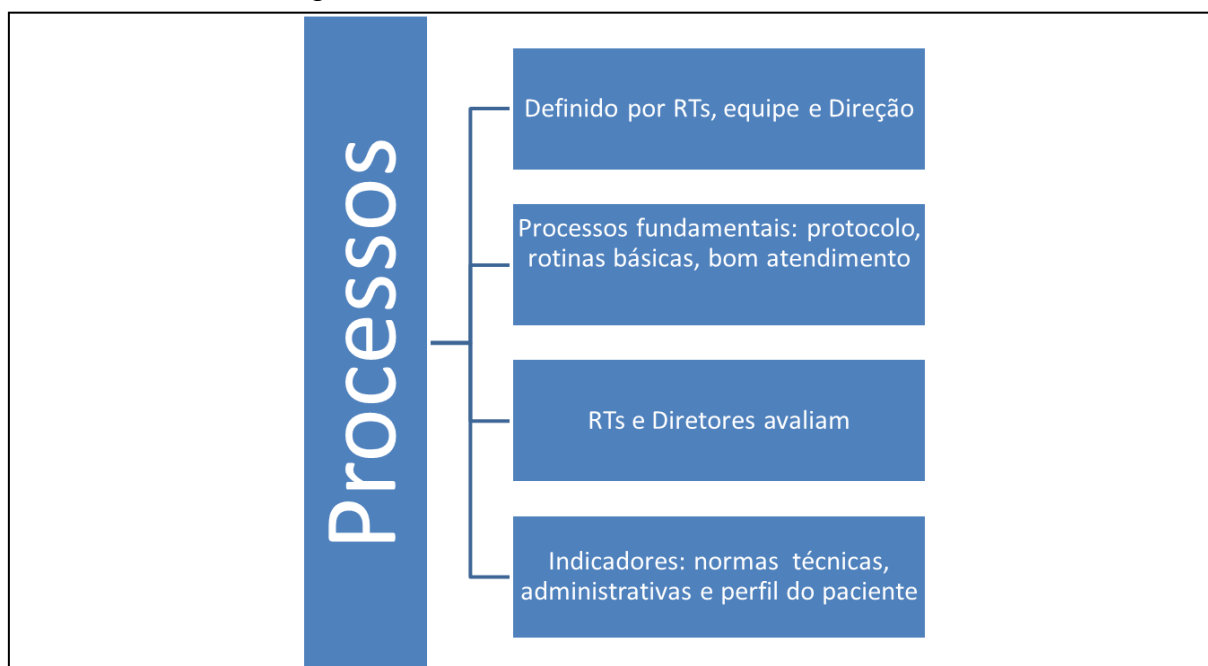 Processos
Definido por RTs, equipe e Direção
Processos fundamentais: protocolo,
rotinas básicas, bom atendimento
RTs e Diretores avaliam
Indicadores: normas técnicas,
administrativas e perfil do paciente